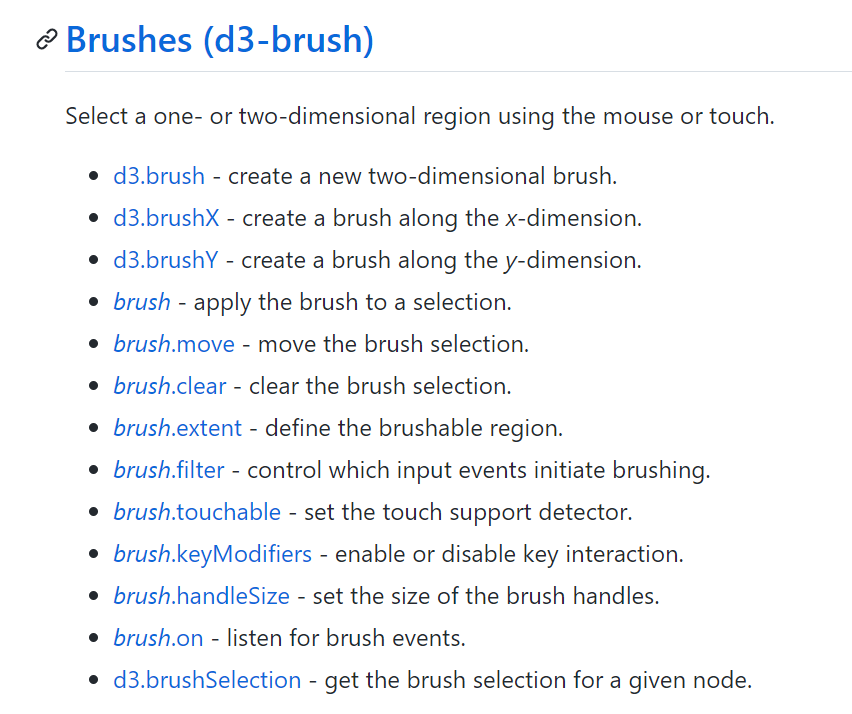 Brushes (d3-brush)
Select a one- or two-dimensional region using the mouse or touch.
• d3.brush - create a new two-dimensional brush.
• d3.brushX - create a brush along the x-dimension.
• d3.brushY - create a brush along the y-dimension.
• brush - apply the brush to a selection.
• brush.move - move the brush selection.
• brush.clear - clear the brush selection.
• brush.extent - define the brushable region.
• brush.filter - control which input events initiate brushing.
• brush.touchable - set the touch support detector.
• brush.keyModifiers - enable or disable key interaction.
• brush.handleSize - set the size of the brush handles.
• brush.on - listen for brush events.
• d3.brushSelection - get the brush selection for a given node.